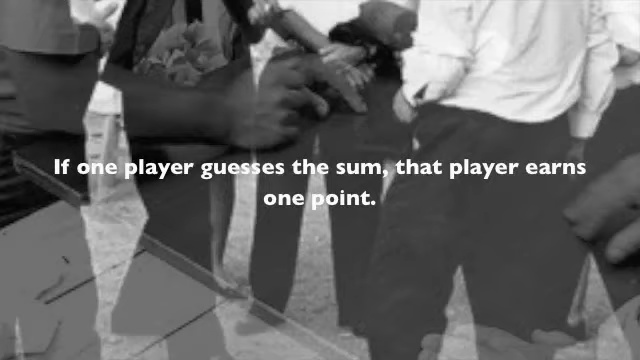 If one player guesses the sum, that player earns
one point.